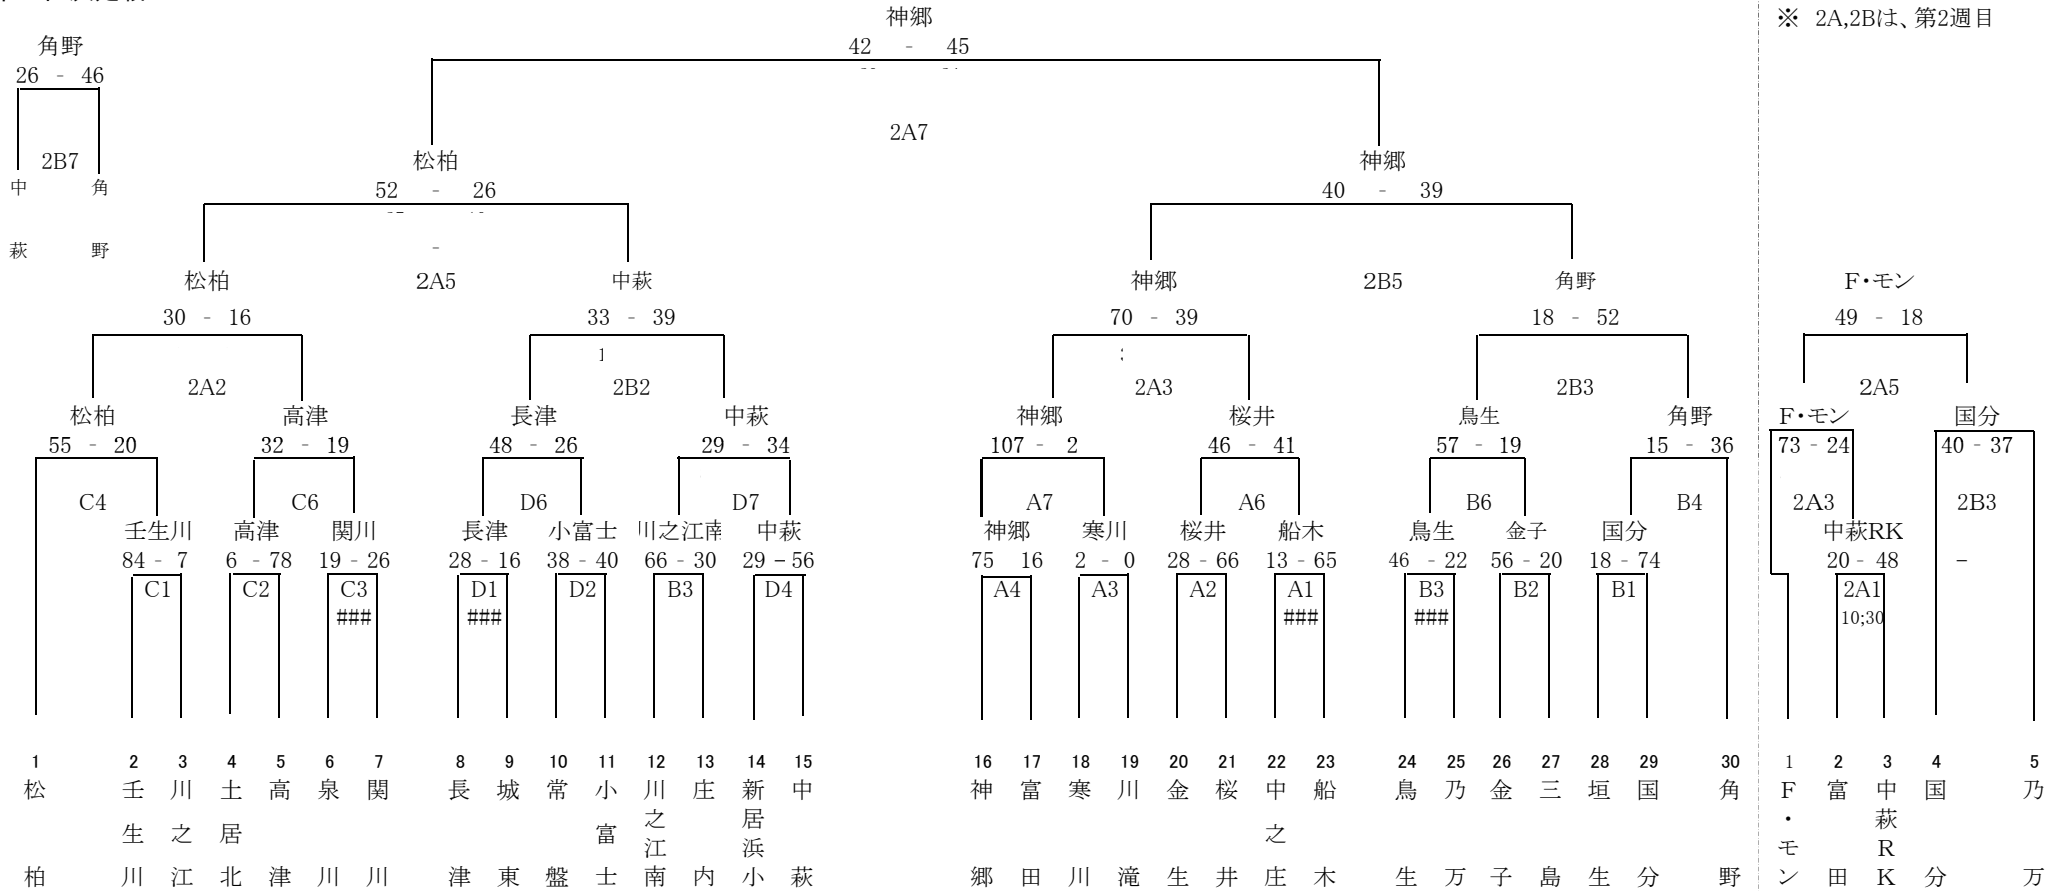 神郷
※ 2A,2Bは、第2週目
角野
42 - 45
26 - 46
2A7
2B7
松柏 神郷
中萩 角野
52 - 26 40 - 39
-
松柏 2A5 中萩 神郷 2B5 角野 F・モン
30 - 16 33 - 39 70 - 39 18 - 52 49 - 18
2A2 2B2 2A3 2B3 2A5
松柏 高津 長津 中萩 神郷 桜井 鳥生 角野 F・モン 国分
55 - 20 32 - 19 48 - 26 29 - 34 107 - 2 46 - 41 57 - 19 15 - 36 73 - 24 40 - 37
C4 C6 D6 D7 A7 A6 B6 B4 2A3 2B3
壬生川 高津 関川 長津 小富士 川之江南 中萩 神郷 寒川 桜井 船木 鳥生 金子 国分 中萩RK
84 - 7 6 - 78 19 - 26 28 - 16 38 - 40 66 - 30 29 − 56 75 16 2 - 0 28 - 66 13 - 65 46 - 22 56 - 20 18 - 74 20 - 48 −
C1 C2 C3 D1 D2 B3 D4 A4 A3 A2 A1 B3 B2 B1 2A1
### ### ### ### 10;30
1 2 3 4 5 6 7 8 9 10 11 12 13 14 15 16 17 18 19 20 21 22 23 24 25 26 27 28 29 30 1 2 3 4 5
松柏 壬生川 川之江 土居北 高津 泉川 関川 長津 城東 常盤 小富士 川之江南 庄内 新居浜小 中萩 神郷 富田 寒川 川滝 金生 桜井 中之庄 船木 鳥生 乃万 金子 三島 垣生 国分 角野 F・モン 富田 中萩RK 国分 乃万